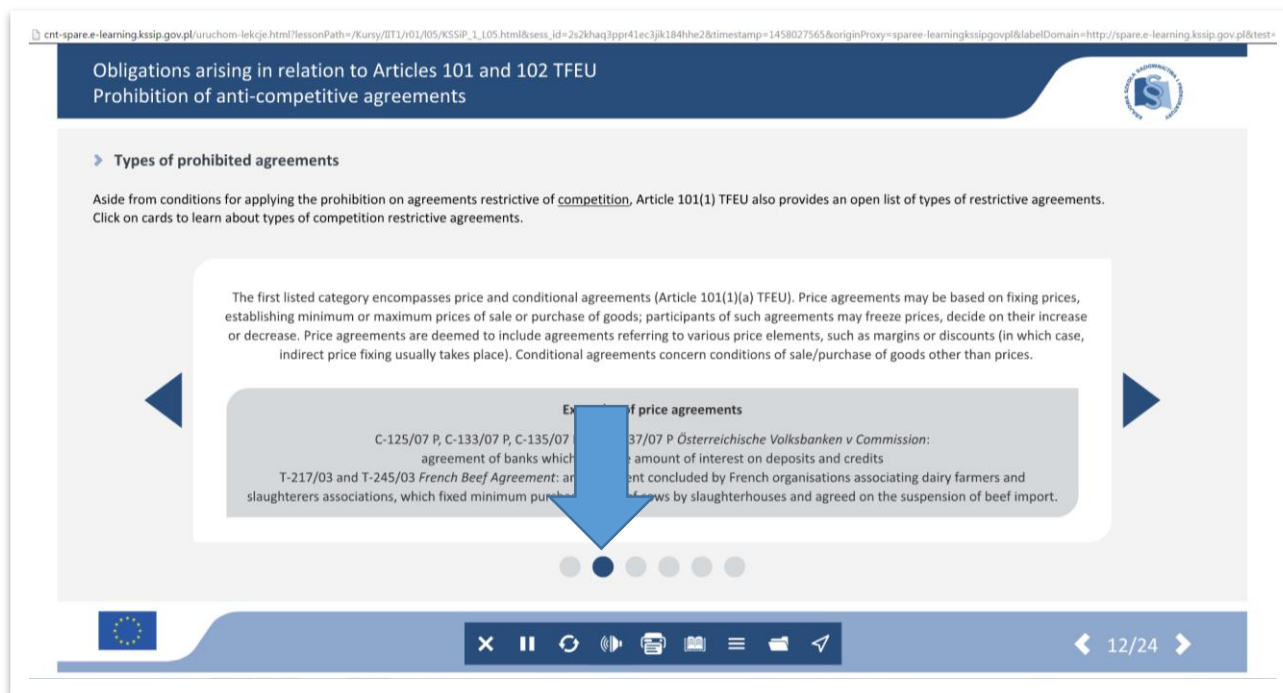 cnt-spare.e-learning.kssip.gov.pl/uruchom-lekcje.html?lessonPath=/Kursy/IIT1/r01/l05/KSSiP_1_L05.html&sess_id=2s2khaq3ppr41ec3jik184hhe2&timestamp=1458027565&originProxy=sparee-learningkssipgovpl&labelDomain=http://spare.e-learning.kssip.gov.pl&test=
Obligations arising in relation to Articles 101 and 102 TFEU
Prohibition of anti-competitive agreements
KRAJOWA SZKOŁA SĄDOWNICTWA I PROKURATURY
Types of prohibited agreements
Aside from conditions for applying the prohibition on agreements restrictive of competition, Article 101(1) TFEU also provides an open list of types of restrictive agreements.
Click on cards to learn about types of competition restrictive agreements.
The first listed category encompasses price and conditional agreements (Article 101(1)(a) TFEU). Price agreements may be based on fixing prices,
establishing minimum or maximum prices of sale or purchase of goods; participants of such agreements may freeze prices, decide on their increase
or decrease. Price agreements are deemed to include agreements referring to various price elements, such as margins or discounts (in which case,
indirect price fixing usually takes place). Conditional agreements concern conditions of sale/purchase of goods other than prices.
of price agreements
C-125/07 P, C-133/07 P, C-135/07 37/07 P Österreichische Volksbanken v Commission:
agreement of banks which amount of interest on deposits and credits
T-217/03 and T-245/03 French Beef Agreement: concluded by French organisations associating dairy farmers and
slaughterers associations, which fixed minimum by slaughterhouses and agreed on the suspension of beef import.
12/24